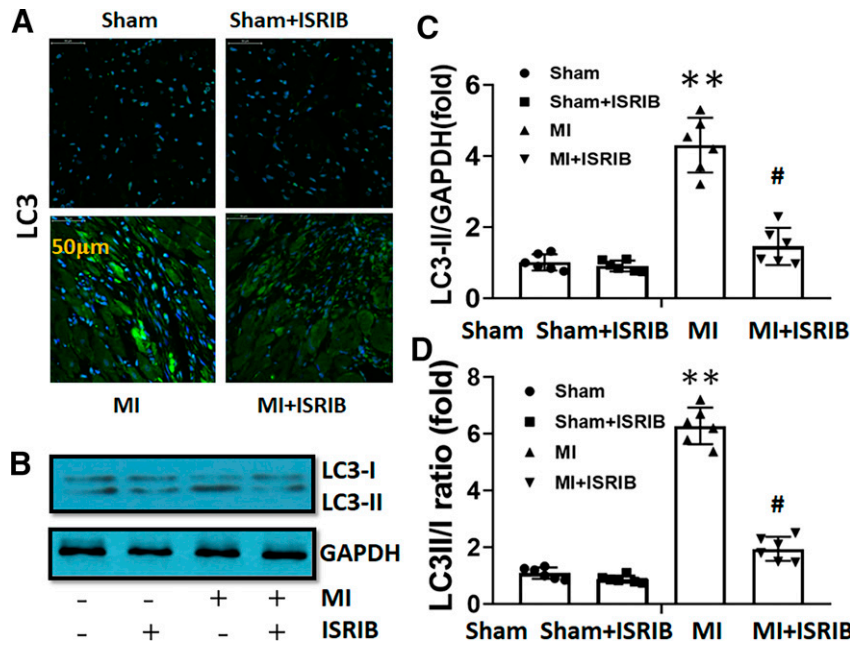 A
Sham
Sham+ISRIB
LC3
50μm
MI
MI+ISRIB
B
LC3-I
LC3-II
GAPDH
- - + + MI
- + - + ISRIB
C
LC3-II/GAPDH(fold)
6
4
2
0
Sham
Sham+ISRIB
MI
MI+ISRIB
**
#
Sham Sham+ISRIB MI MI+ISRIB
D
LC3II/I ratio (fold)
8
6
4
2
0
Sham
Sham+ISRIB
MI
MI+ISRIB
**
#
Sham Sham+ISRIB MI MI+ISRIB